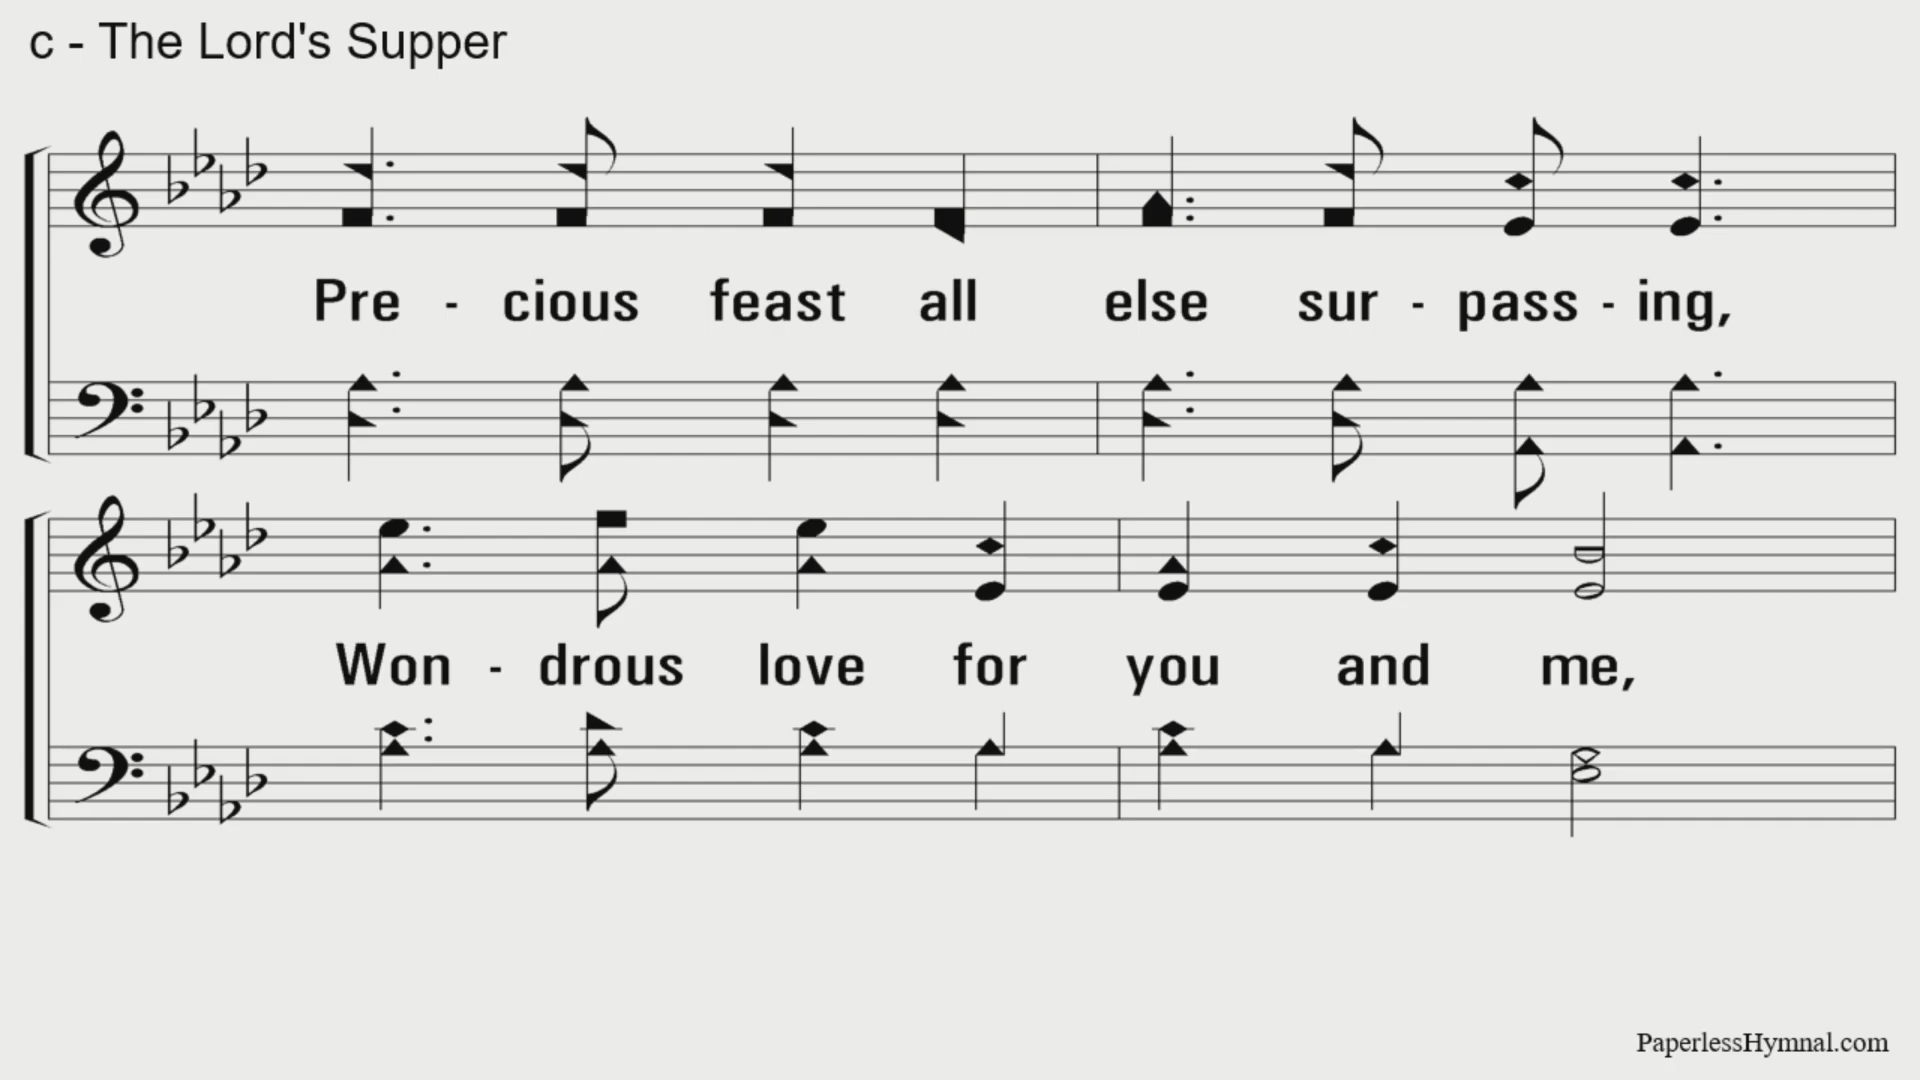 c - The Lord's Supper
Pre - cious feast all else sur - pass - ing,
Won - drous love for you and me,
PaperlessHymnal.com